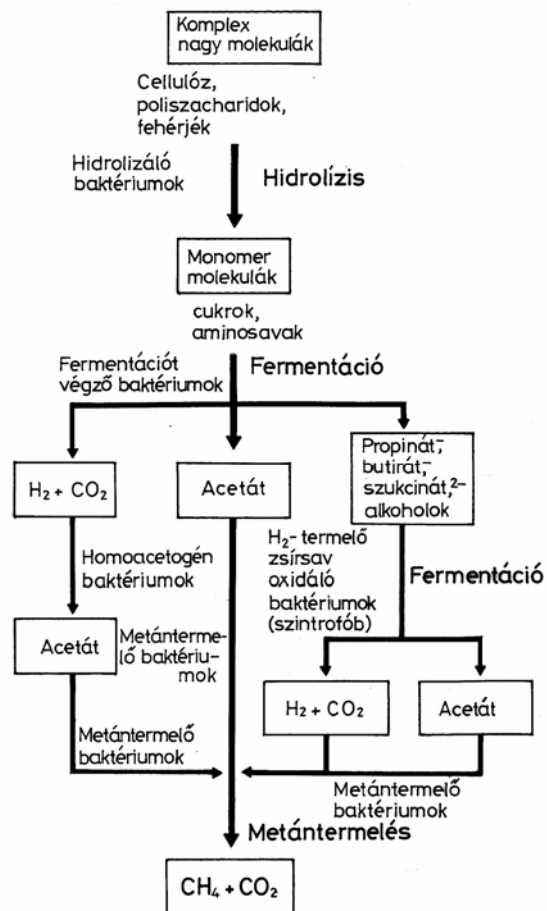 Komplex
nagy molekulák
Cellulóz,
poliszacharidok,
fehérjék
Hidrolizáló
baktériumok
Hidrolízis
Monomer
molekulák
cukrok,
aminosavak
Fermentációt
végző baktériumok
Fermentáció
H₂ + CO₂
Acetát
Propinát,⁻
butirát,⁻
szukcinát,²⁻
alkoholok
Homoacetogén
baktériumok
H₂- termelő
zsírsav
oxidáló
baktériumok
(szintrofób)
Fermentáció
Acetát
Metánterme-
lő baktériu-
mok
H₂ + CO₂
Acetát
Metántermelő
baktériumok
Metántermelő
baktériumok
Metántermelés
CH₄ + CO₂